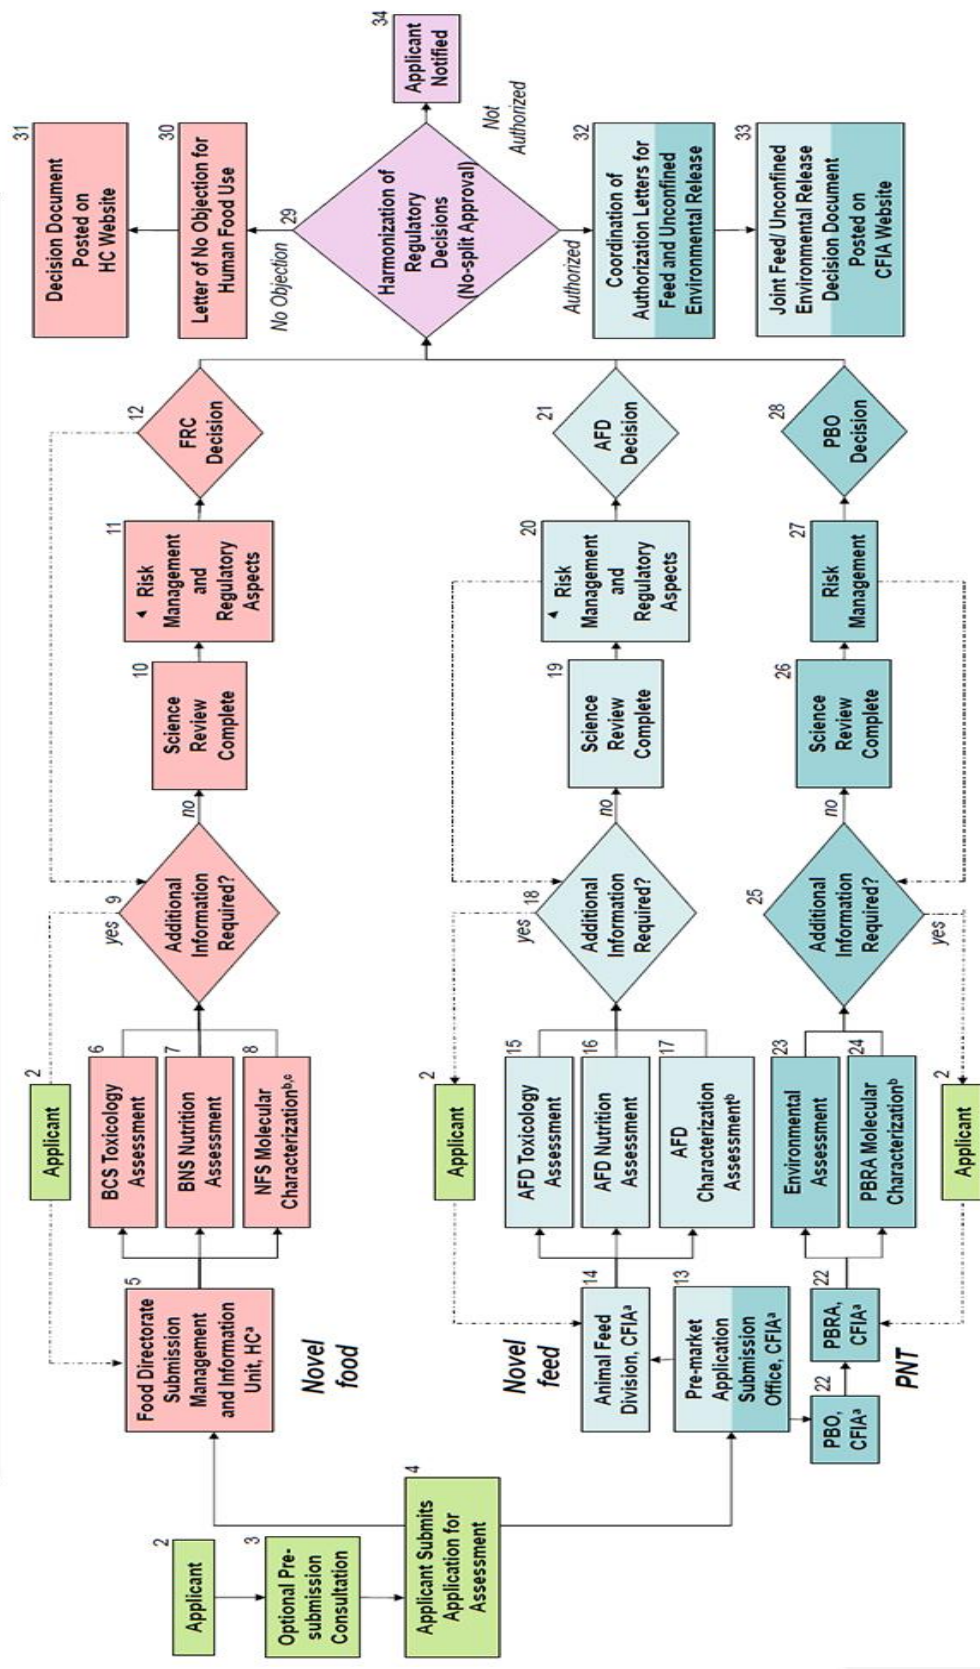 2
Applicant
3
Optional Pre-
submission
Consultation
4
Applicant Submits
Application for
Assessment
5
Food Directorate
Submission
Management
and Information
Unit, HCᵃ
Novel
food
2
Applicant
6
BCS Toxicology
Assessment
7
BNS Nutrition
Assessment
8
NFS Molecular
Characterizationᵇ,ᶜ
yes
9
Additional
Information
Required?
no
10
Science
Review
Complete
11
Risk
Management
and
Regulatory
Aspects
12
FRC
Decision
Novel
feed
14
Animal Feed
Division, CFIAᵃ
13
Pre-market
Application
Submission
Office, CFIAᵃ
2
Applicant
15
AFD Toxicology
Assessment
16
AFD Nutrition
Assessment
17
AFD
Characterization
Assessmentᵇ
yes
18
Additional
Information
Required?
no
19
Science
Review
Complete
20
Risk
Management
and
Regulatory
Aspects
21
AFD
Decision
22
PBO,
CFIAᵃ
22
PBRA,
CFIAᵃ
PNT
23
Environmental
Assessment
24
PBRA Molecular
Characterizationᵇ
2
Applicant
25
Additional
Information
Required?
yes
no
26
Science
Review
Complete
27
Risk
Management
28
PBO
Decision
29
Harmonization of
Regulatory
Decisions
(No-split Approval)
No Objection
30
Letter of No Objection for
Human Food Use
31
Decision Document
Posted on
HC Website
Not
Authorized
34
Applicant
Notified
Authorized
32
Coordination of
Authorization Letters for
Feed and Unconfined
Environmental Release
33
Joint Feed/ Unconfined
Environmental Release
Decision Document
Posted on
CFIA Website